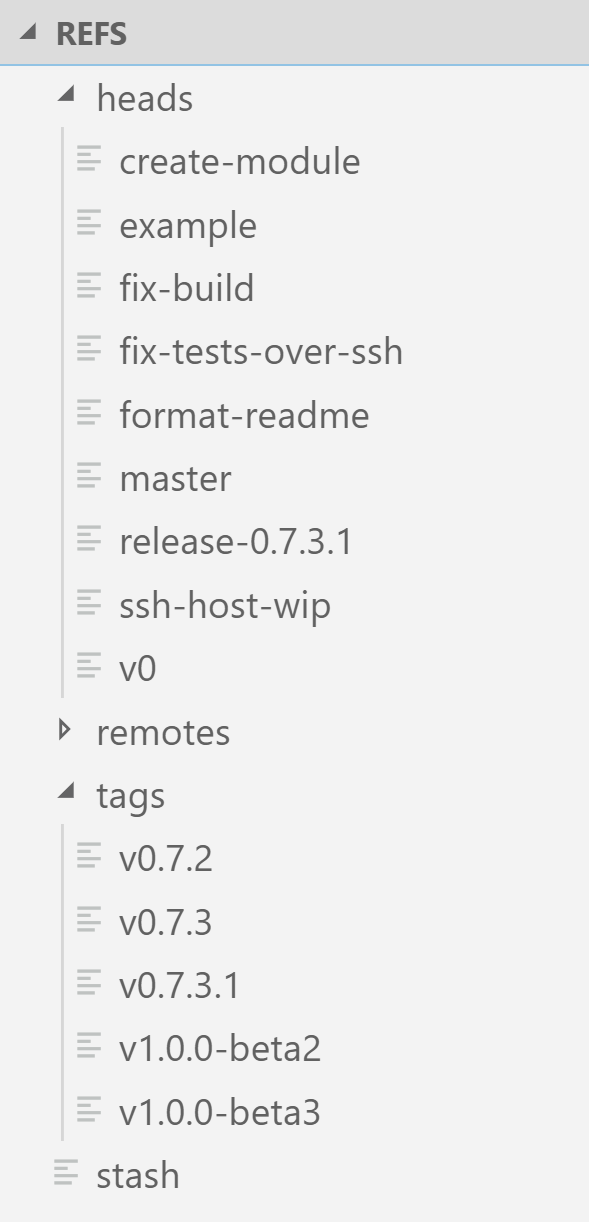 REFS
heads
create-module
example
fix-build
fix-tests-over-ssh
format-readme
master
release-0.7.3.1
ssh-host-wip
v0
remotes
tags
v0.7.2
v0.7.3
v0.7.3.1
v1.0.0-beta2
v1.0.0-beta3
stash